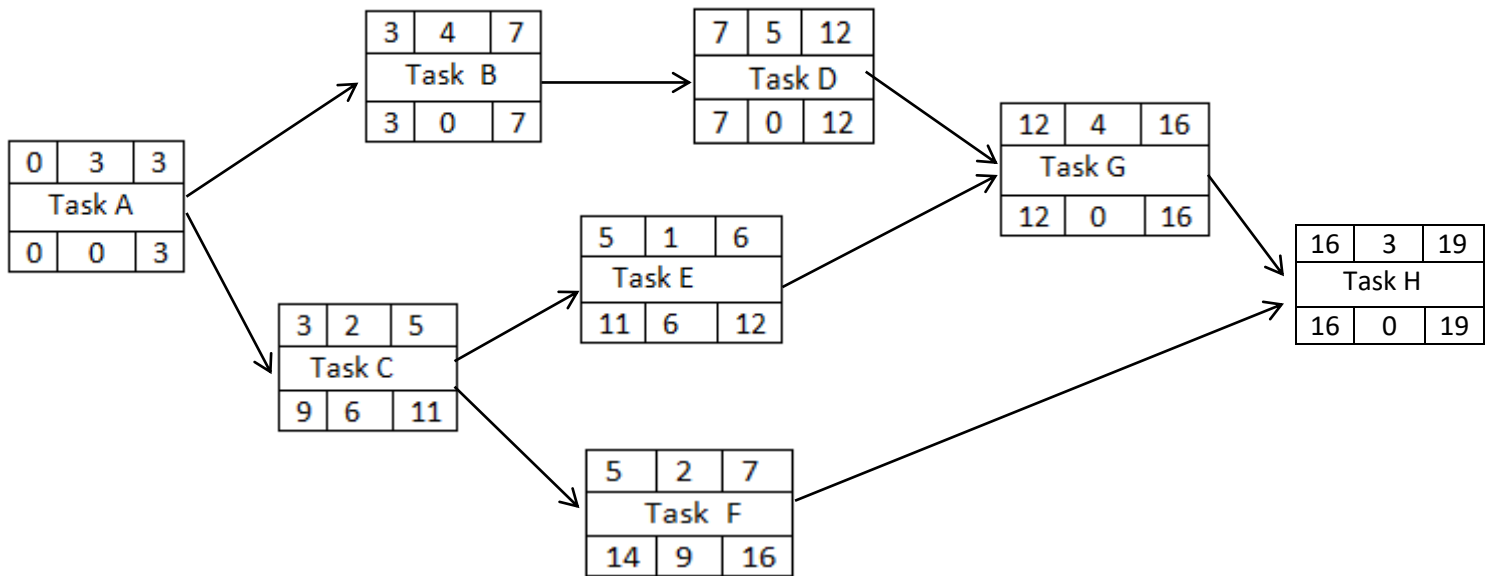 0 3 3
Task A
0 0 3
3 4 7
Task B
3 0 7
3 2 5
Task C
9 6 11
7 5 12
Task D
7 0 12
5 1 6
Task E
11 6 12
5 2 7
Task F
14 9 16
12 4 16
Task G
12 0 16
16 3 19
Task H
16 0 19